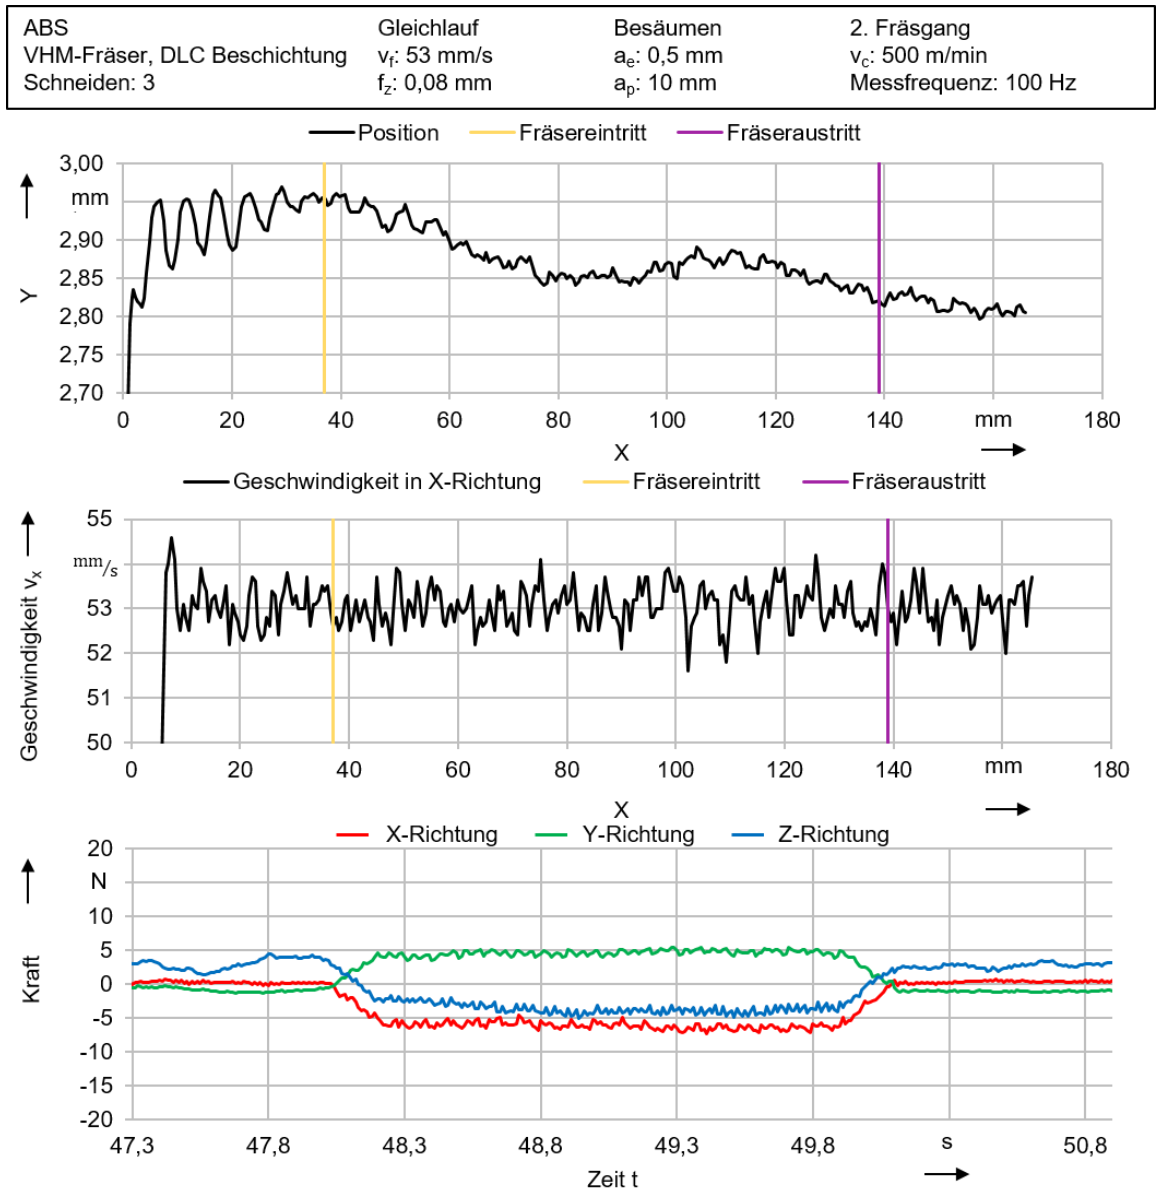 ABS Gleichlauf Besäumen 2. Fräsgang
VHM-Fräser, DLC Beschichtung vf: 53 mm/s ae: 0,5 mm vc: 500 m/min
Schneiden: 3 fz: 0,08 mm ap: 10 mm Messfrequenz: 100 Hz
Position Fräsereintritt Fräseraustritt
3,00
mm
2,90
2,85
2,80
2,75
2,70
Y
0 20 40 60 80 100 120 140 mm 180
X
Geschwindigkeit in X-Richtung Fräsereintritt Fräseraustritt
55
mm/s
53
52
51
50
Geschwindigkeit vx
0 20 40 60 80 100 120 140 mm 180
X
X-Richtung Y-Richtung Z-Richtung
20
N
10
5
0
-5
-10
-15
-20
Kraft
47,3 47,8 48,3 48,8 49,3 49,8 s 50,8
Zeit t